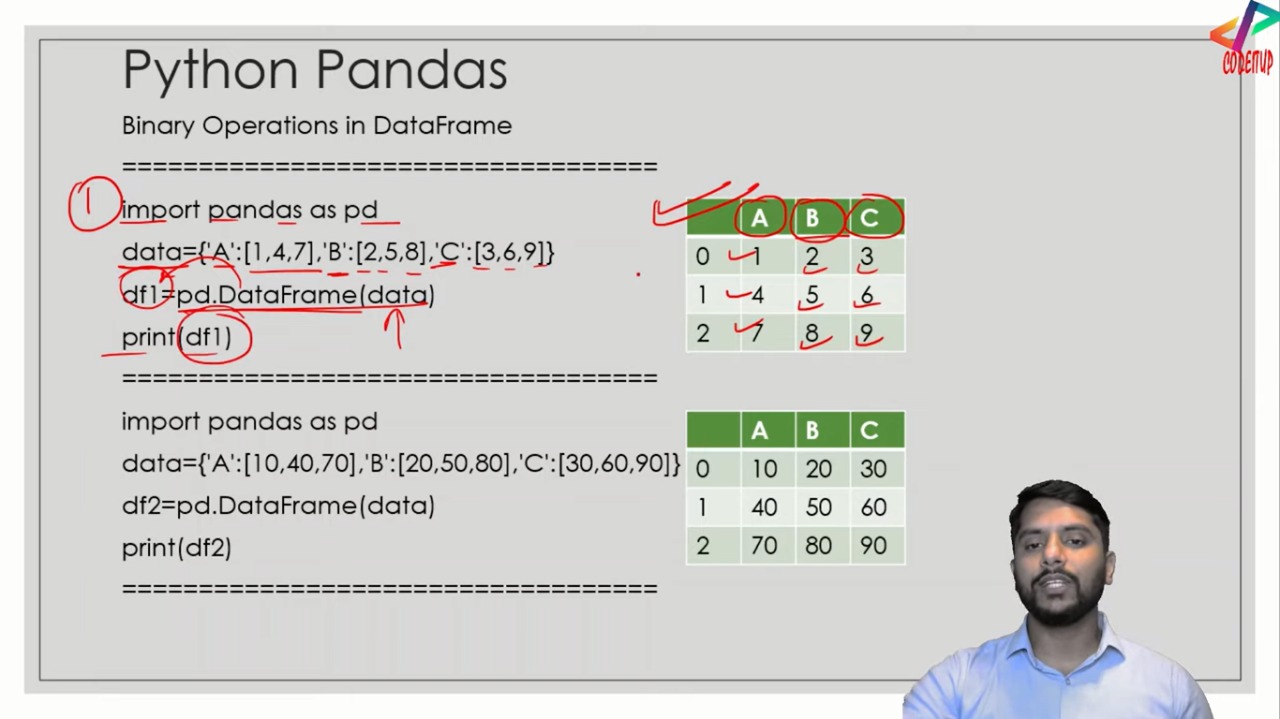 CODEITUP
Python Pandas
Binary Operations in DataFrame
===================================
1
import pandas as pd
data={'A':[1,4,7],'B':[2,5,8],'C':[3,6,9]}
df1=pd.DataFrame(data)
print(df1)
A B C
0 1 2 3
1 4 5 6
2 7 8 9
===================================
import pandas as pd
data={'A':[10,40,70],'B':[20,50,80],'C':[30,60,90]}
df2=pd.DataFrame(data)
print(df2)
A B C
0 10 20 30
1 40 50 60
2 70 80 90
===================================